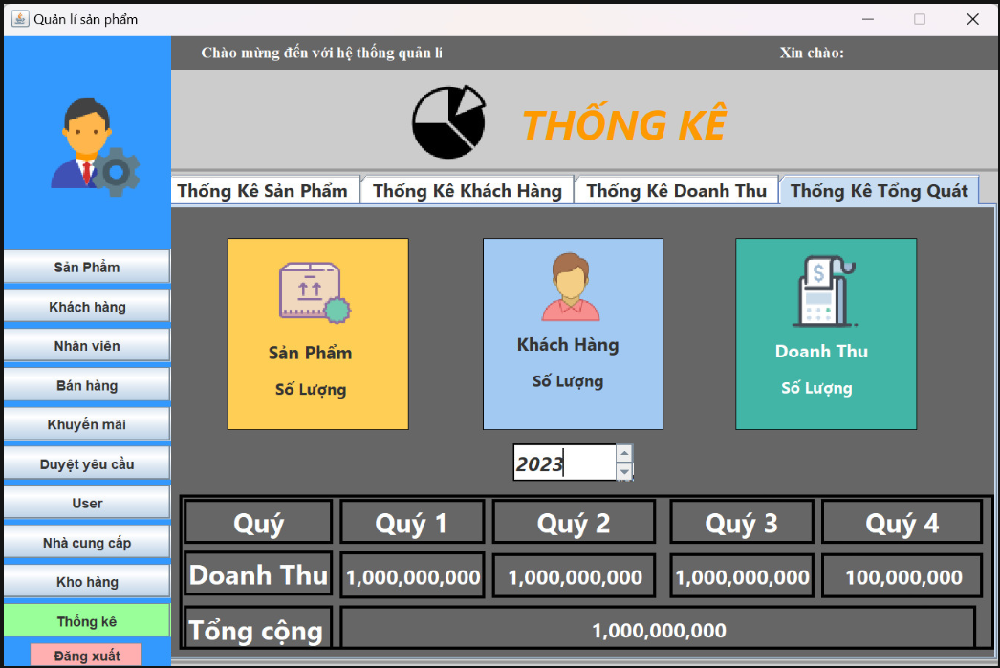 Quản lí sản phẩm
Chào mừng đến với hệ thống quản lí
Xin chào:
THỐNG KÊ
Thống Kê Sản Phẩm
Thống Kê Khách Hàng
Thống Kê Doanh Thu
Thống Kê Tổng Quát
Sản Phẩm
Khách hàng
Nhân viên
Bán hàng
Khuyến mãi
Duyệt yêu cầu
User
Nhà cung cấp
Kho hàng
Thống kê
Đăng xuất
Sản Phẩm
Số Lượng
Khách Hàng
Số Lượng
$
Doanh Thu
Số Lượng
2023
Quý
Quý 1
Quý 2
Quý 3
Quý 4
Doanh Thu
1,000,000,000
1,000,000,000
1,000,000,000
100,000,000
Tổng cộng
1,000,000,000